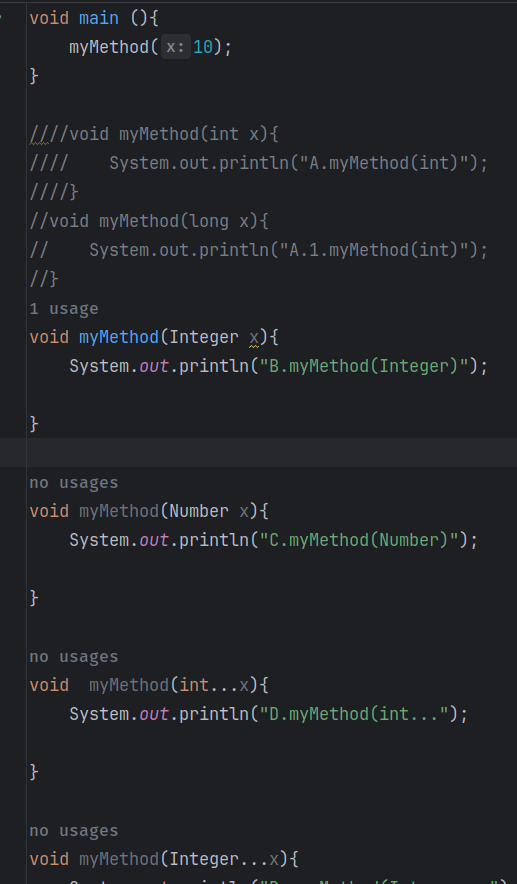 void main (){
    myMethod( x: 10);
}
////void myMethod(int x){
////    System.out.println("A.myMethod(int)");
////}
//void myMethod(long x){
//    System.out.println("A.1.myMethod(int)");
//}
1 usage
void myMethod(Integer x){
    System.out.println("B.myMethod(Integer)");
}
no usages
void myMethod(Number x){
    System.out.println("C.myMethod(Number)");
}
no usages
void  myMethod(int...x){
    System.out.println("D.myMethod(int...");
}
no usages
void myMethod(Integer...x){